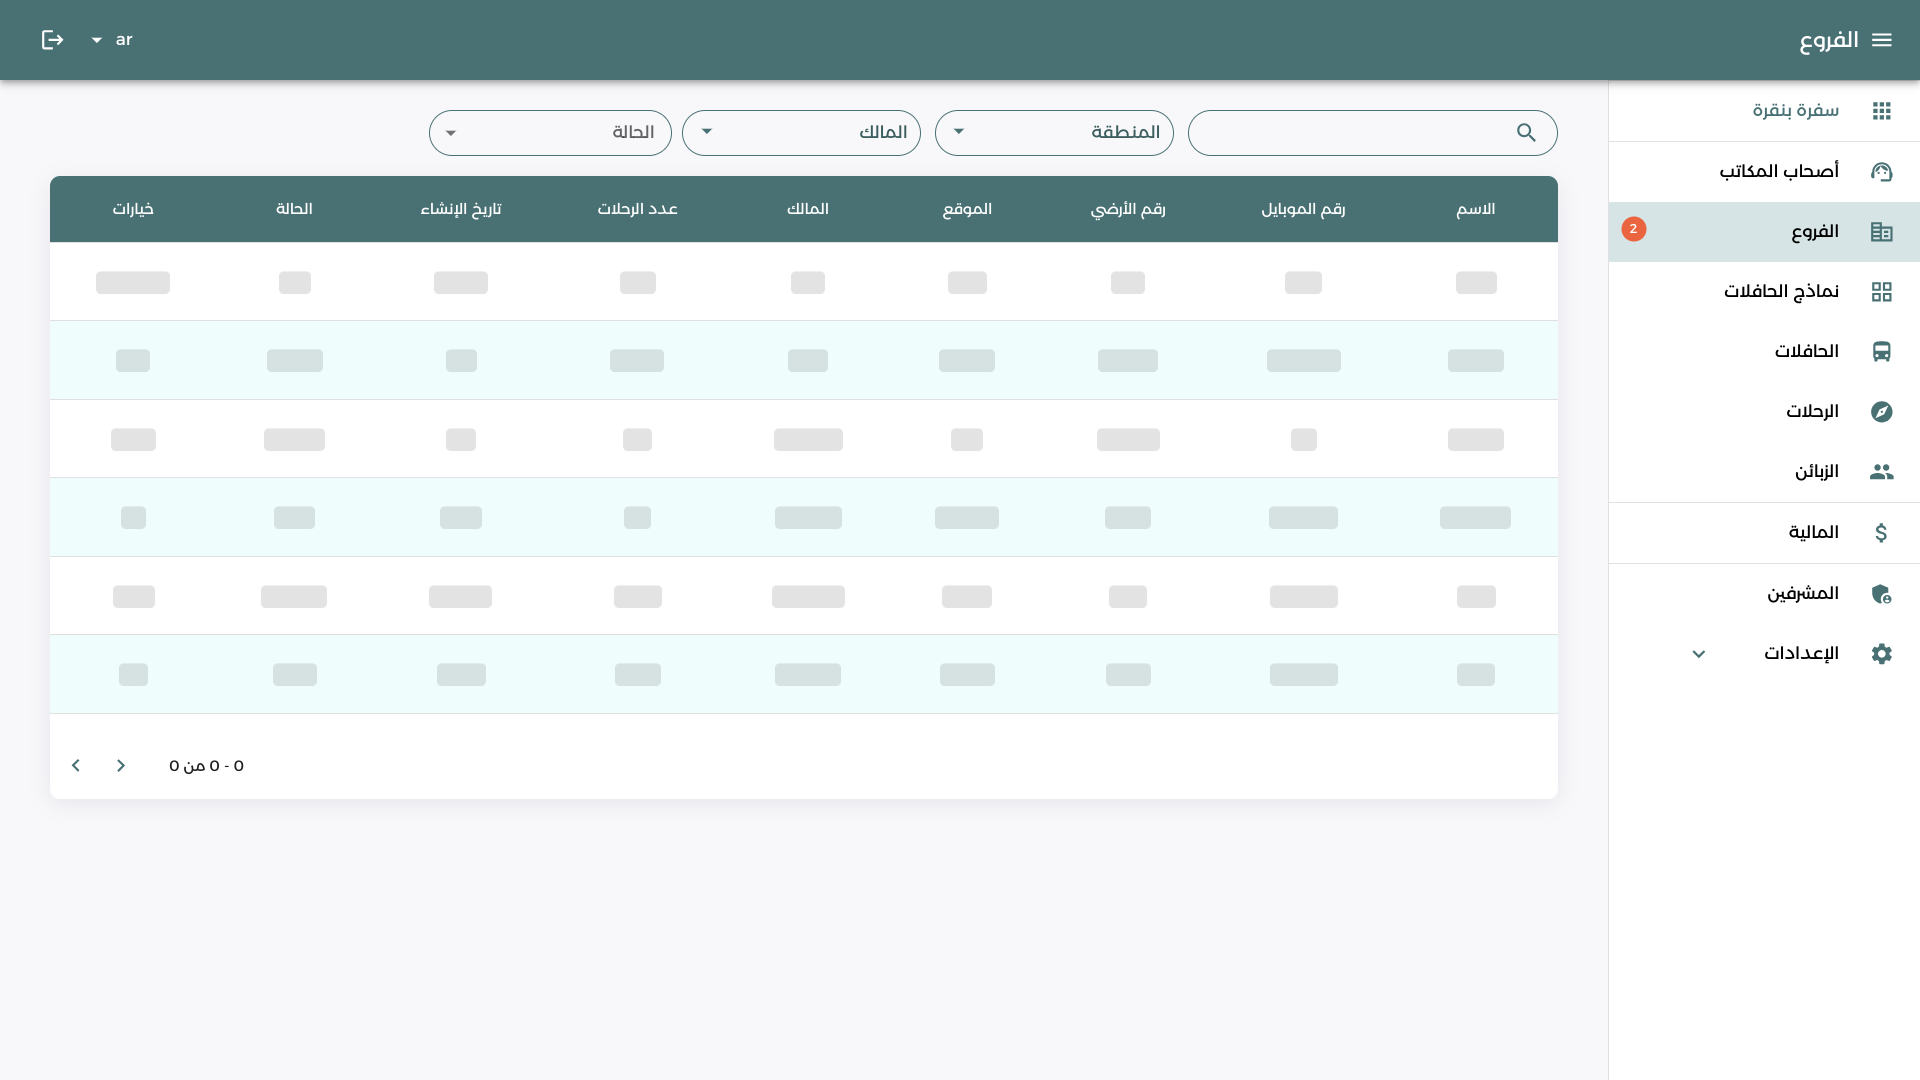 الفروع
ar
سفرة بنقرة
أصحاب المكاتب
الفروع
2
نماذج الحافلات
الحافلات
الرحلات
الزبائن
المالية
المشرفين
الإعدادات
المنطقة
المالك
الحالة
الاسم
رقم الموبايل
رقم الأرضي
الموقع
المالك
عدد الرحلات
تاريخ الإنشاء
الحالة
خيارات
0 - 0 من 0